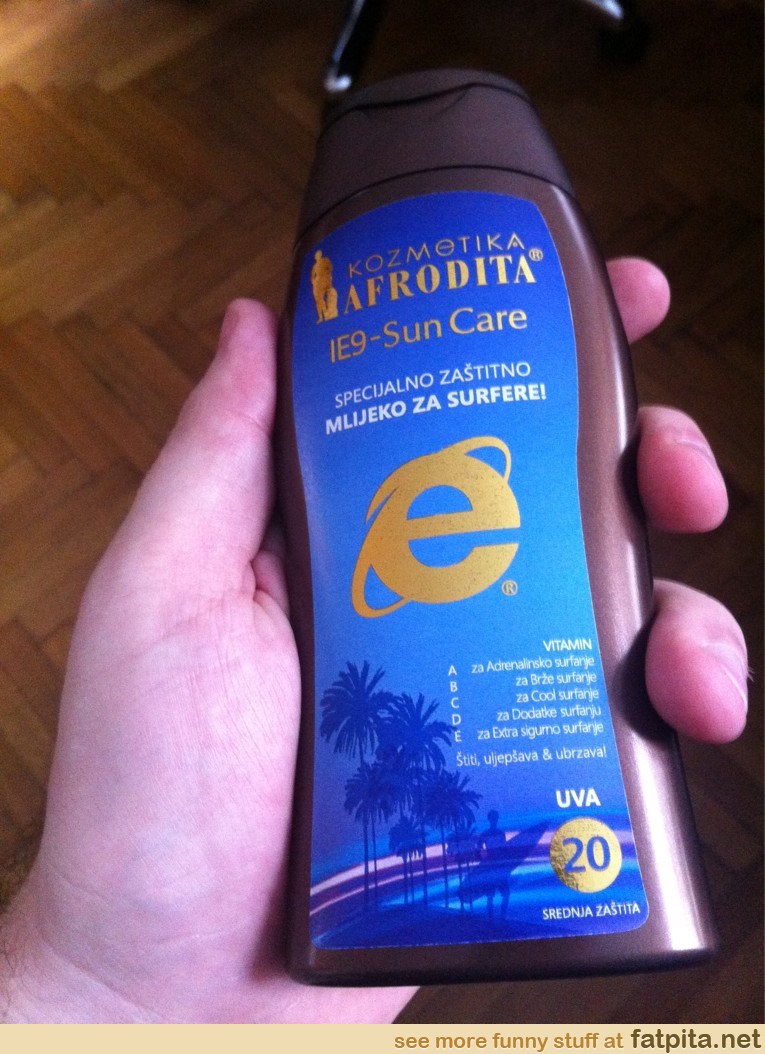 KOZMETIKA
AFRODITA®
IE9-Sun Care
SPECIJALNO ZAŠTITNO
MLIJEKO ZA SURFERE!
e
®
VITAMIN
A za Adrenalinsko surfanje
B za Brže surfanje
C za Cool surfanje
D za Dodatke surfanju
E za Extra sigurno surfanje
Štiti, uljepšava & ubrzava!
UVA
20
SREDNJA ZAŠTITA
see more funny stuff at fatpita.net